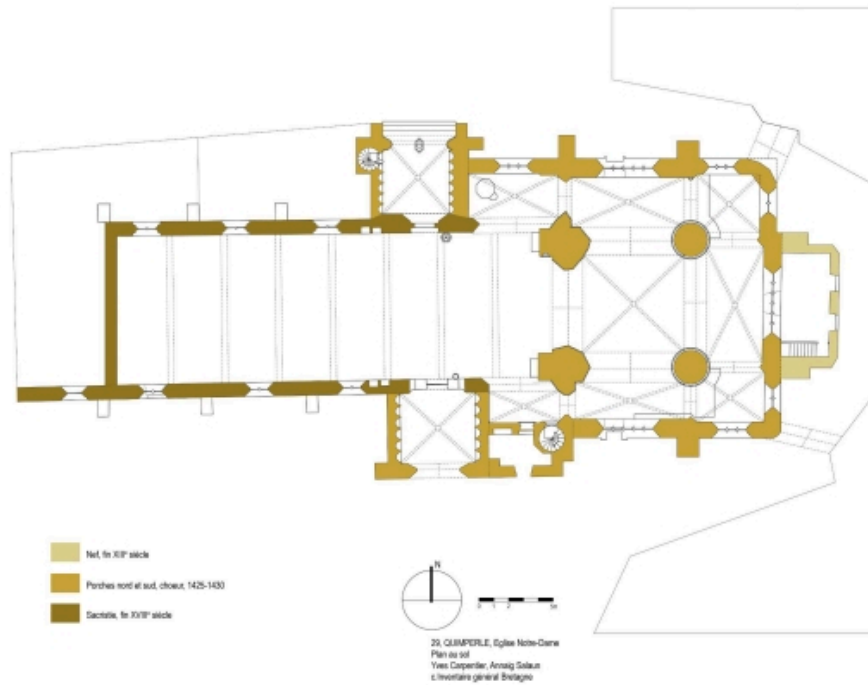 Nef, fin XIIIᵉ siècle
Porches nord et sud, choeur, 1425-1430
Sacristie, fin XVIIIᵉ siècle
N
0 1 2 5m
29, QUIMPERLE, Eglise Notre-Dame
Plan au sol
Yves Carpentier, Annaig Salaun
c.Inventaire général Bretagne